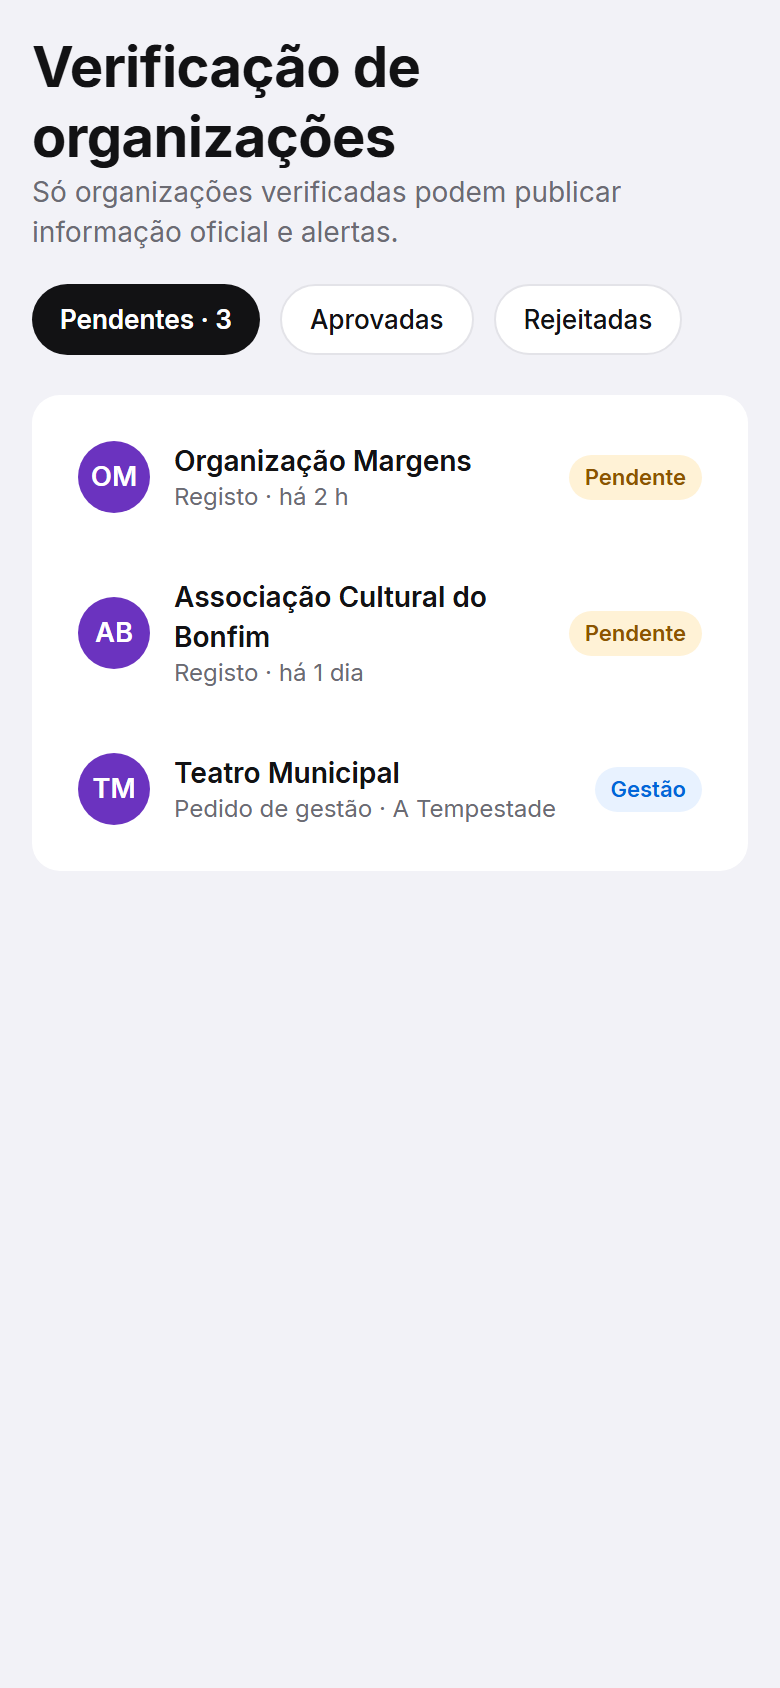 Verificação de
organizações
Só organizações verificadas podem publicar
informação oficial e alertas.
Pendentes · 3
Aprovadas
Rejeitadas
OM
Organização Margens
Registo · há 2 h
Pendente
AB
Associação Cultural do
Bonfim
Registo · há 1 dia
Pendente
TM
Teatro Municipal
Pedido de gestão · A Tempestade
Gestão